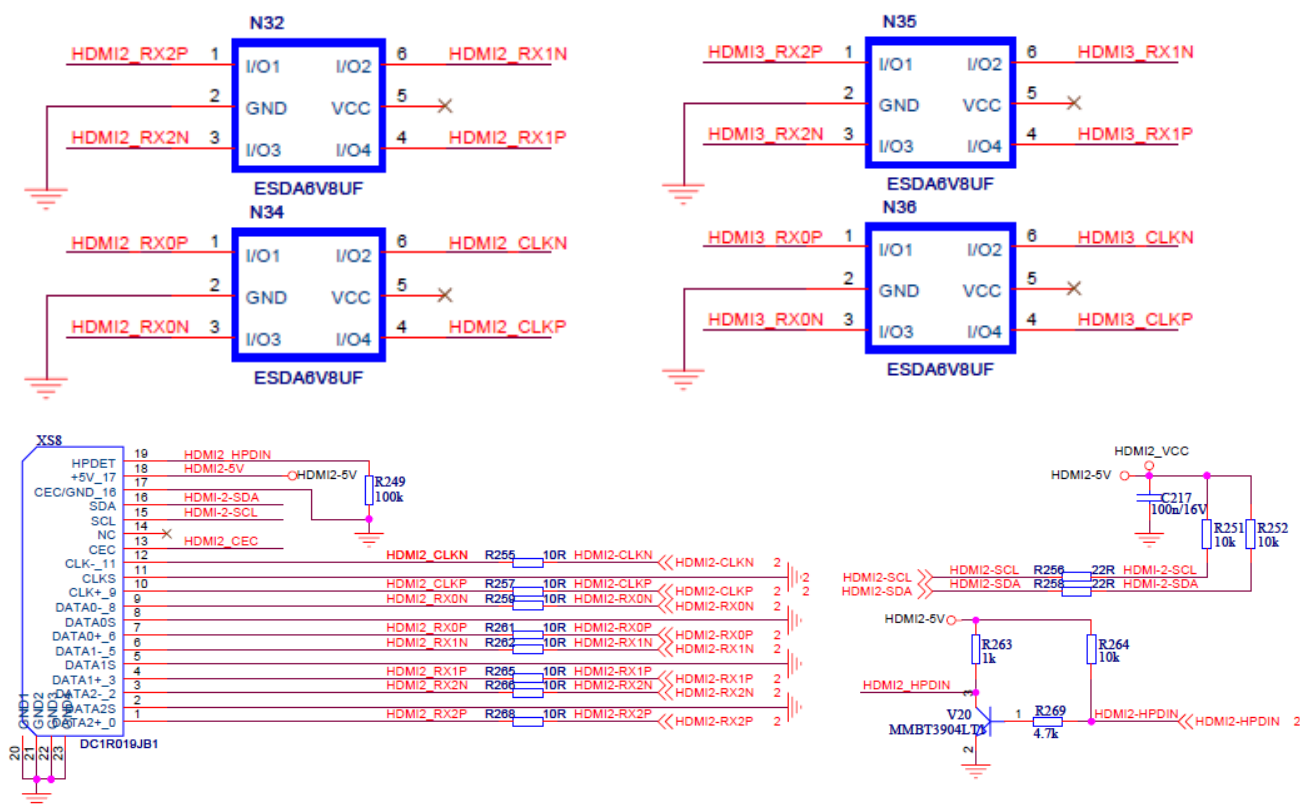 N32
HDMI2_RX2P 1 I/O1 I/O2 6 HDMI2_RX1N
2 GND VCC 5
HDMI2_RX2N 3 I/O3 I/O4 4 HDMI2_RX1P
ESDA6V8UF
N35
HDMI3_RX2P 1 I/O1 I/O2 6 HDMI3_RX1N
2 GND VCC 5
HDMI3_RX2N 3 I/O3 I/O4 4 HDMI3_RX1P
ESDA6V8UF
N34
HDMI2_RX0P 1 I/O1 I/O2 6 HDMI2_CLKN
2 GND VCC 5
HDMI2_RX0N 3 I/O3 I/O4 4 HDMI2_CLKP
ESDA6V8UF
N36
HDMI3_RX0P 1 I/O1 I/O2 6 HDMI3_CLKN
2 GND VCC 5
HDMI3_RX0N 3 I/O3 I/O4 4 HDMI3_CLKP
ESDA6V8UF
XS8
HPDET 19 HDMI2_HPDIN
+5V_17 18 HDMI2-5V HDMI2-5V
R249
100k
CEC/GND_16 17
SDA 16 HDMI-2-SDA
SCL 15 HDMI-2-SCL
NC 14
CEC 13 HDMI2_CEC
CLK-_11 12 HDMI2_CLKN R255 10R HDMI2-CLKN HDMI2-CLKN 2
CLKS 11 2
CLK+_9 10 HDMI2_CLKP R257 10R HDMI2-CLKP HDMI2-CLKP 2 2
DATA0-_8 9 HDMI2_RX0N R259 10R HDMI2-RX0N HDMI2-RX0N 2
DATA0S 8
DATA0+_6 7 HDMI2_RX0P R261 10R HDMI2-RX0P HDMI2-RX0P 2
DATA1-_5 6 HDMI2_RX1N R262 10R HDMI2-RX1N HDMI2-RX1N 2
DATA1S 5
DATA1+_3 4 HDMI2_RX1P R265 10R HDMI2-RX1P HDMI2-RX1P 2
DATA2-_2 3 HDMI2_RX2N R266 10R HDMI2-RX2N HDMI2-RX2N 2
DATA2S 2
DATA2+_0 1 HDMI2_RX2P R268 10R HDMI2-RX2P HDMI2-RX2P 2
GND1 GND2 GND3 GND4
DC1R019JB1
20 21 22 23
HDMI2_VCC
HDMI2-5V
C217
100n/16V
R251
10k
R252
10k
HDMI2-SCL HDMI2-SCL R256 22R HDMI-2-SCL
HDMI2-SDA HDMI2-SDA R258 22R HDMI-2-SDA
HDMI2-5V
R263
1k
R264
10k
HDMI2_HPDIN
3
V20
MMBT3904LT1
1 R269
4.7k
HDMI2-HPDIN HDMI2-HPDIN 2
2